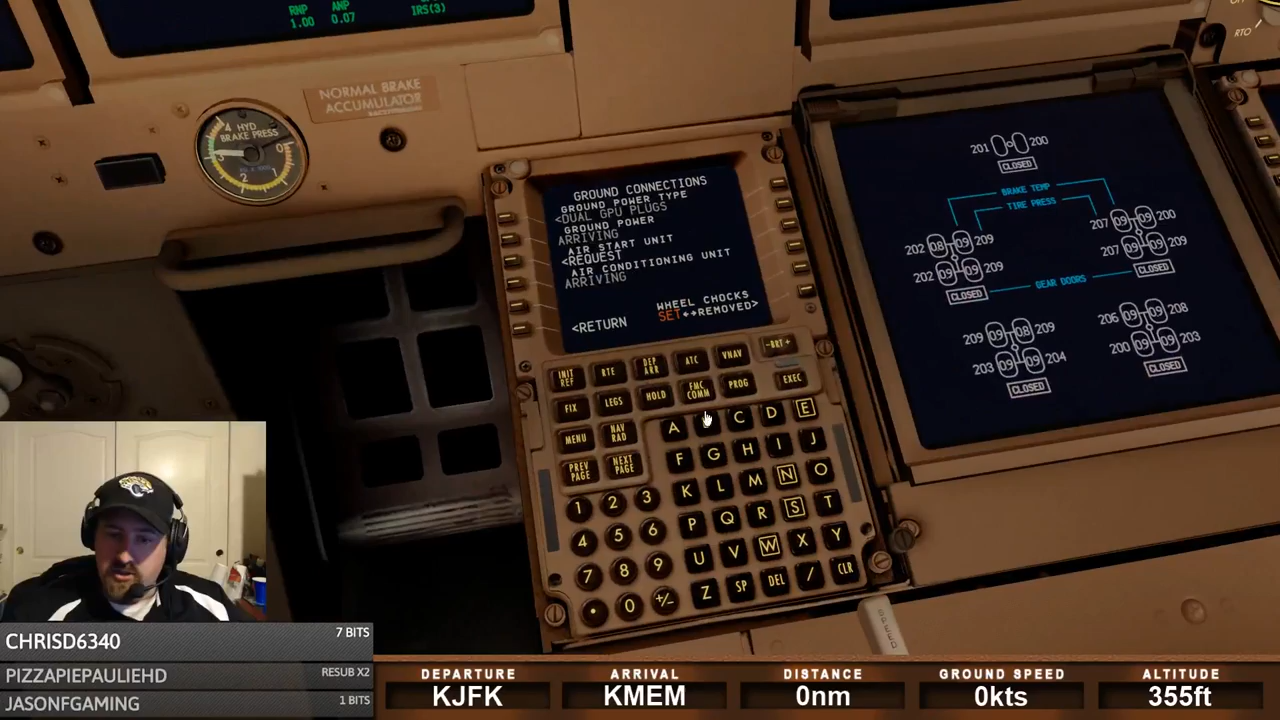 RNP ANP
1.00 0.07 IRS(3)
RTO
NORMAL BRAKE
ACCUMULATOR
HYD
BRAKE PRESS
4
3
2
1
0
GROUND CONNECTIONS
GROUND POWER TYPE
<DUAL GPU PLUGS
GROUND POWER
ARRIVING
AIR START UNIT
<REQUEST
AIR CONDITIONING UNIT
ARRIVING
WHEEL CHOCKS
<RETURN SET↔REMOVED>
INIT REF RTE DEP ARR ATC VNAV -BRT+
FIX LEGS HOLD FMC COMM PROG EXEC
MENU NAV RAD
PREV PAGE NEXT PAGE
A C D E
F G H I J
K L M N O
P Q R S T
U V W X Y
Z SP DEL / CLR
1 2 3
4 5 6
7 8 9
. 0 +/-
201 200
CLOSED
BRAKE TEMP
TIRE PRESS
202 08 09 209
202 09 09 209
CLOSED
207 09 09 200
207 09 09 209
CLOSED
GEAR DOORS
209 09 08 209
203 09 09 204
CLOSED
206 09 09 208
200 09 09 203
CLOSED
CHRISD6340 7 BITS
PIZZAPIEPAULIEHD RESUB X2
JASONFGAMING 1 BITS
DEPARTURE
KJFK
ARRIVAL
KMEM
DISTANCE
0nm
GROUND SPEED
0kts
ALTITUDE
355ft